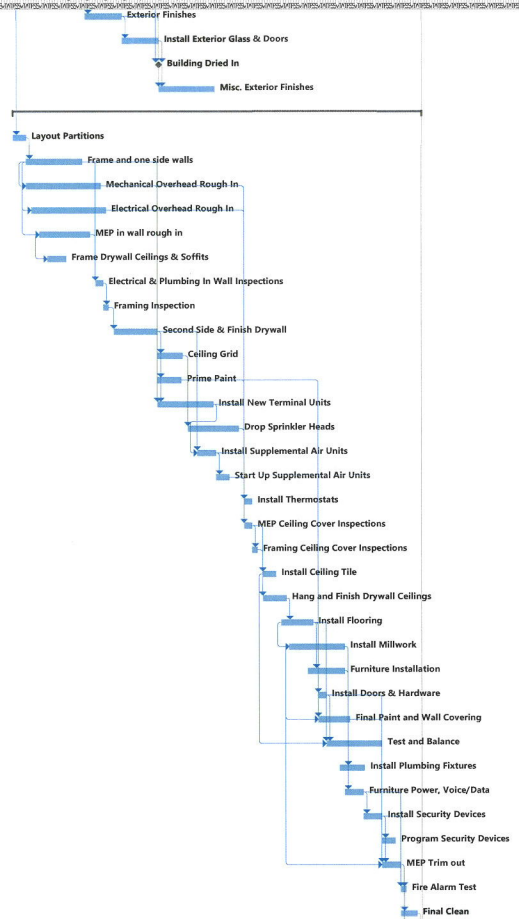 Exterior Finishes
Install Exterior Glass & Doors
Building Dried In
Misc. Exterior Finishes
Layout Partitions
Frame and one side walls
Mechanical Overhead Rough In
Electrical Overhead Rough In
MEP in wall rough in
Frame Drywall Ceilings & Soffits
Electrical & Plumbing In Wall Inspections
Framing Inspection
Second Side & Finish Drywall
Ceiling Grid
Prime Paint
Install New Terminal Units
Drop Sprinkler Heads
Install Supplemental Air Units
Start Up Supplemental Air Units
Install Thermostats
MEP Ceiling Cover Inspections
Framing Ceiling Cover Inspections
Install Ceiling Tile
Hang and Finish Drywall Ceilings
Install Flooring
Install Millwork
Furniture Installation
Install Doors & Hardware
Final Paint and Wall Covering
Test and Balance
Install Plumbing Fixtures
Furniture Power, Voice/Data
Install Security Devices
Program Security Devices
MEP Trim out
Fire Alarm Test
Final Clean